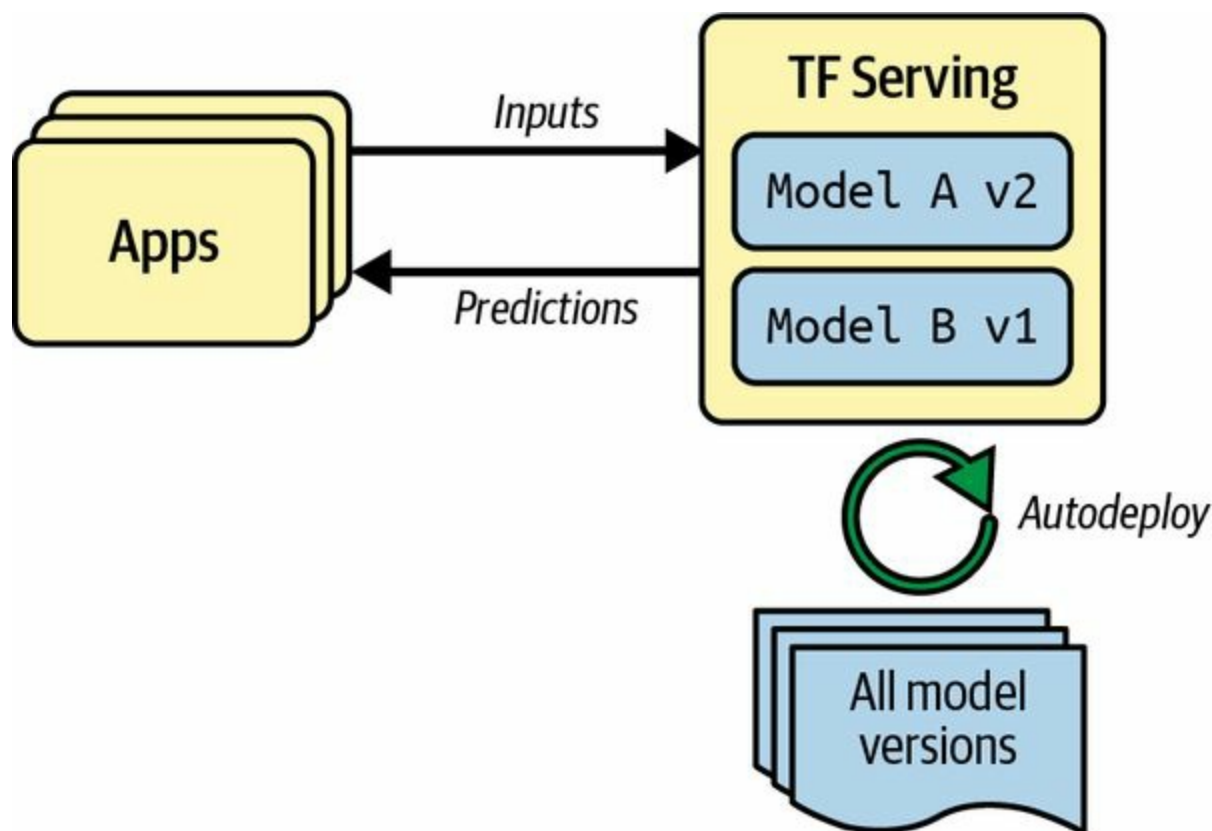 TF Serving
Inputs
Model A v2
Apps
Predictions
Model B v1
Autodeploy
All model
versions